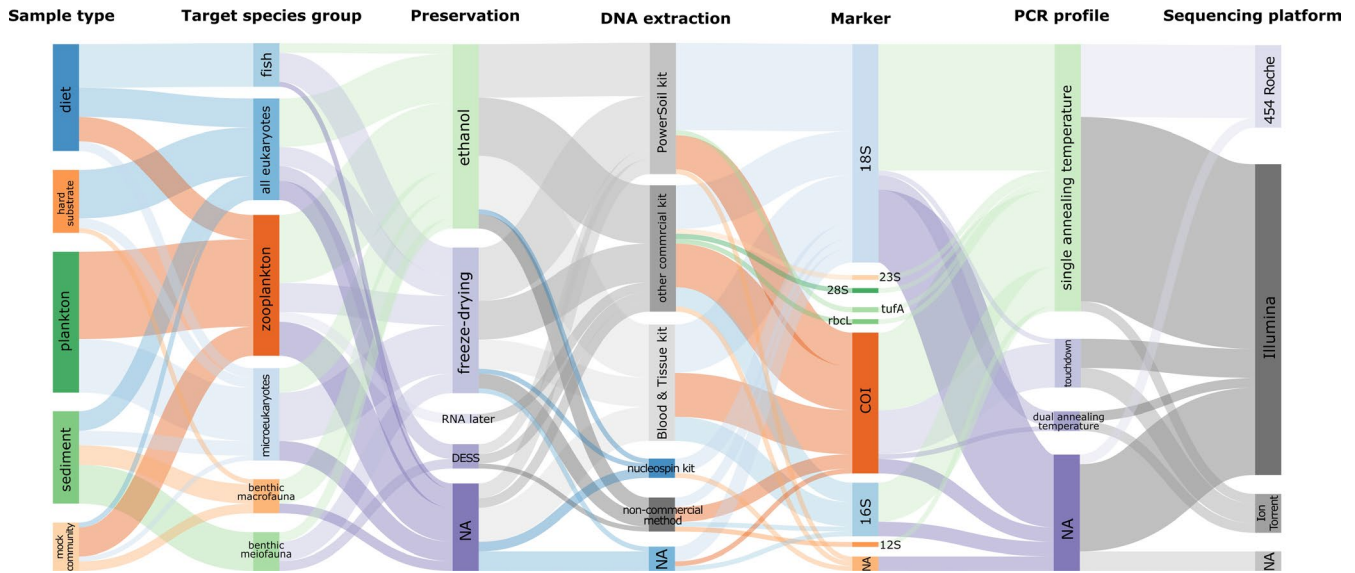 Sample type
Target species group
Preservation
DNA extraction
Marker
PCR profile
Sequencing platform
diet
hard
substrate
plankton
sediment
mock
community
fish
all eukaryotes
zooplankton
microeukaryotes
benthic
macrofauna
benthic
meiofauna
ethanol
freeze-drying
RNA later
DESS
NA
PowerSoil kit
other commrcial kit
Blood & Tissue kit
nucleospin kit
non-commercial
method
NA
18S
23S
28S
tufA
rbcL
COI
16S
12S
NA
single annealing temperature
touchdown
dual annealing
temperature
NA
454 Roche
Illumina
Ion
Torrent
NA